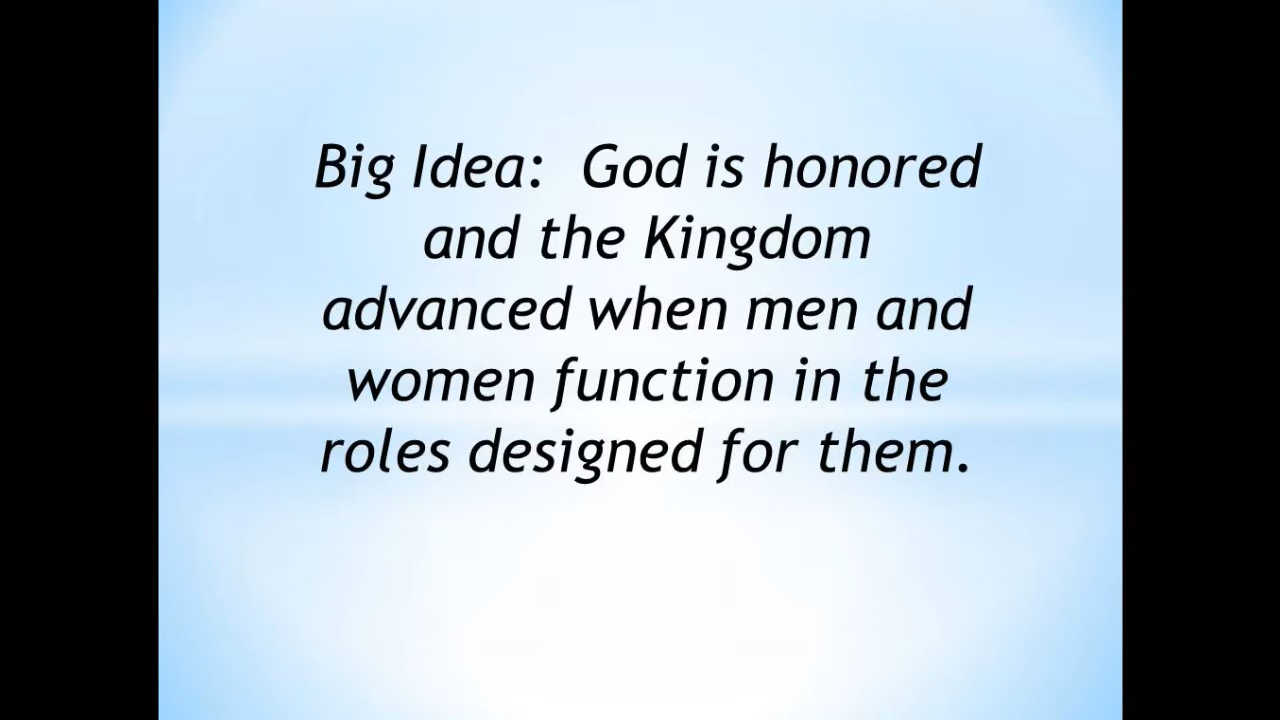 Big Idea:  God is honored
and the Kingdom
advanced when men and
women function in the
roles designed for them.